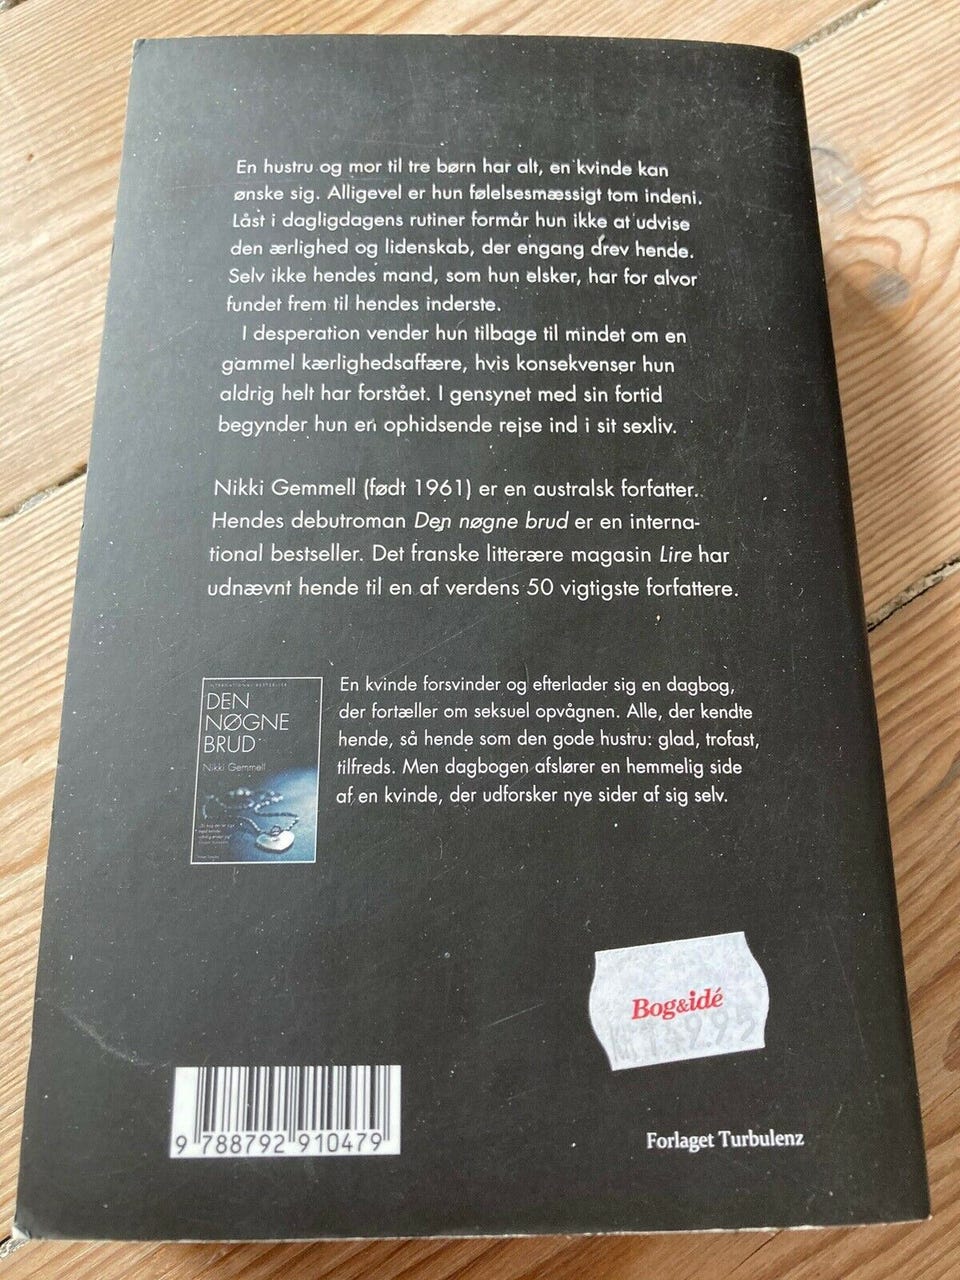 En hustru og mor til tre børn har alt, en kvinde kan
ønske sig. Alligevel er hun følelsesmæssigt tom indeni.
Låst i dagligdagens rutiner formår hun ikke at udvise
den ærlighed og lidenskab, der engang drev hende.
Selv ikke hendes mand, som hun elsker, har for alvor
fundet frem til hendes inderste.
I desperation vender hun tilbage til mindet om en
gammel kærlighedsaffære, hvis konsekvenser hun
aldrig helt har forstået. I gensynet med sin fortid
begynder hun en ophidsende rejse ind i sit sexliv.
Nikki Gemmell (født 1961) er en australsk forfatter.
Hendes debutroman Den nøgne brud er en interna-
tional bestseller. Det franske litterære magasin Lire har
udnævnt hende til en af verdens 50 vigtigste forfattere.
INTERNATIONAL BESTSELLER
DEN
NØGNE
BRUD
Nikki Gemmell
En kvinde forsvinder og efterlader sig en dagbog,
der fortæller om seksuel opvågnen. Alle, der kendte
hende, så hende som den gode hustru: glad, trofast,
tilfreds. Men dagbogen afslører en hemmelig side
af en kvinde, der udforsker nye sider af sig selv.
Bog&idé
9 788792 910479
Forlaget Turbulenz